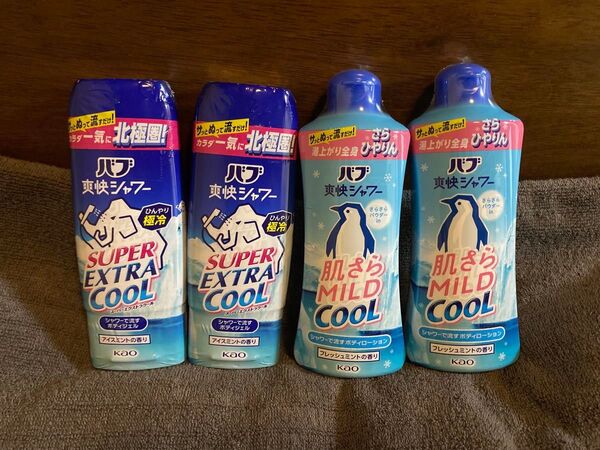 サッとぬって流すだけ!
カラダ一気に北極圏!
バブ
爽快シャワー
ひんやり
極冷
SUPER
EXTRA
COOL
シャワーで流す
ボディジェル
アイスミントの香り
Kao
サッとぬって流すだけ!
カラダ一気に北極圏!
バブ
爽快シャワー
ひんやり
極冷
SUPER
EXTRA
COOL
シャワーで流す
ボディジェル
アイスミントの香り
Kao
サッとぬって流すだけ!
湯上がり全身
さら
ひやりん
バブ
爽快シャワー
さらさら
パウダー
in
肌さら
MILD
COOL
シャワーで流すボディローション
フレッシュミントの香り
Kao
サッとぬって流すだけ!
湯上がり全身
さら
ひやりん
バブ
爽快シャワー
さらさら
パウダー
in
肌さら
MILD
COOL
シャワーで流すボディローション
フレッシュミントの香り
Kao